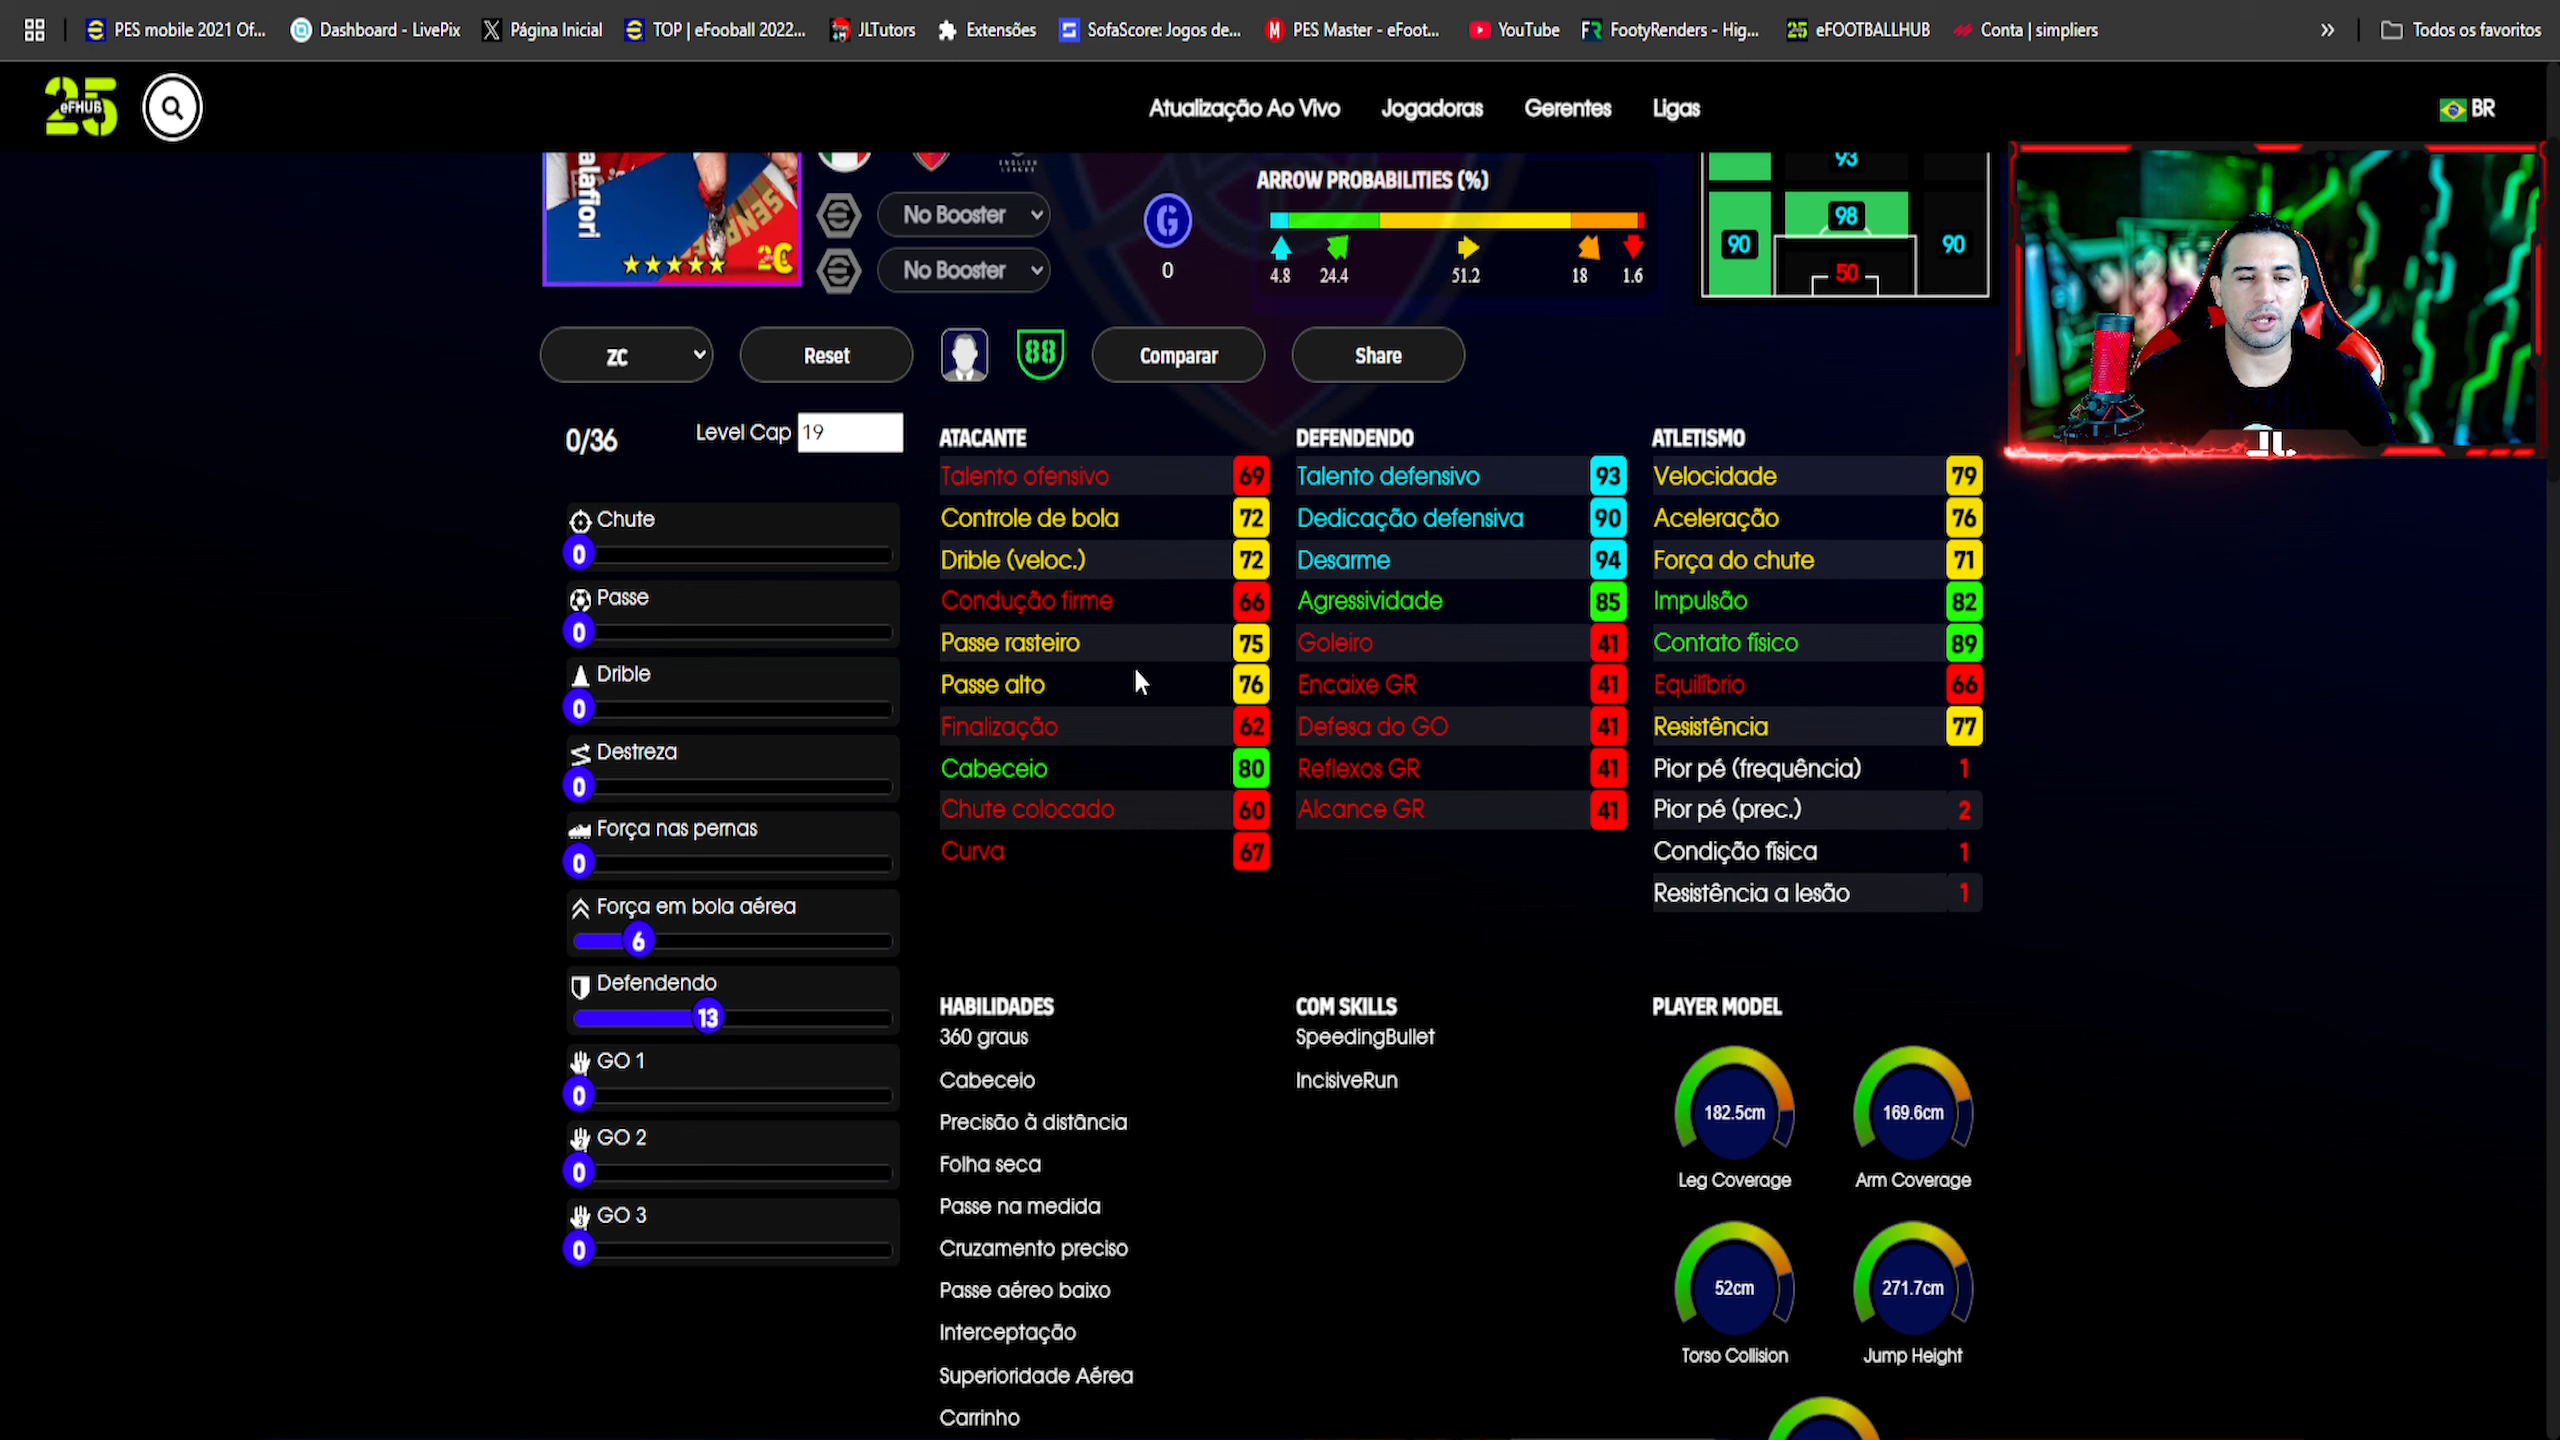 PES mobile 2021 Of... Dashboard - LivePix Página Inicial TOP | eFooball 2022... JLTutors Extensões SofaScore: Jogos de... PES Master - eFoot... YouTube FootyRenders - Hig... eFOOTBALLHUB Conta | simpliers » Todos os favoritos
25 eFHUB Atualização Ao Vivo Jogadoras Gerentes Ligas BR
alafiori
ENGLISH LEAGUE
No Booster
No Booster
G
0
ARROW PROBABILITIES (%)
4.8 24.4 51.2 18 1.6
93
98
90 90
50
ZC Reset 88 Comparar Share
0/36 Level Cap 19
Chute
0
Passe
0
Drible
0
Destreza
0
Força nas pernas
0
Força em bola aérea
6
Defendendo
13
GO 1
0
GO 2
0
GO 3
0
ATACANTE
Talento ofensivo 69
Controle de bola 72
Drible (veloc.) 72
Condução firme 66
Passe rasteiro 75
Passe alto 76
Finalização 62
Cabeceio 80
Chute colocado 60
Curva 67
DEFENDENDO
Talento defensivo 93
Dedicação defensiva 90
Desarme 94
Agressividade 85
Goleiro 41
Encaixe GR 41
Defesa do GO 41
Reflexos GR 41
Alcance GR 41
ATLETISMO
Velocidade 79
Aceleração 76
Força do chute 71
Impulsão 82
Contato físico 89
Equilíbrio 66
Resistência 77
Pior pé (frequência) 1
Pior pé (prec.) 2
Condição física 1
Resistência a lesão 1
HABILIDADES
360 graus
Cabeceio
Precisão à distância
Folha seca
Passe na medida
Cruzamento preciso
Passe aéreo baixo
Interceptação
Superioridade Aérea
Carrinho
COM SKILLS
SpeedingBullet
IncisiveRun
PLAYER MODEL
182.5cm 169.6cm
Leg Coverage Arm Coverage
52cm 271.7cm
Torso Collision Jump Height
JL